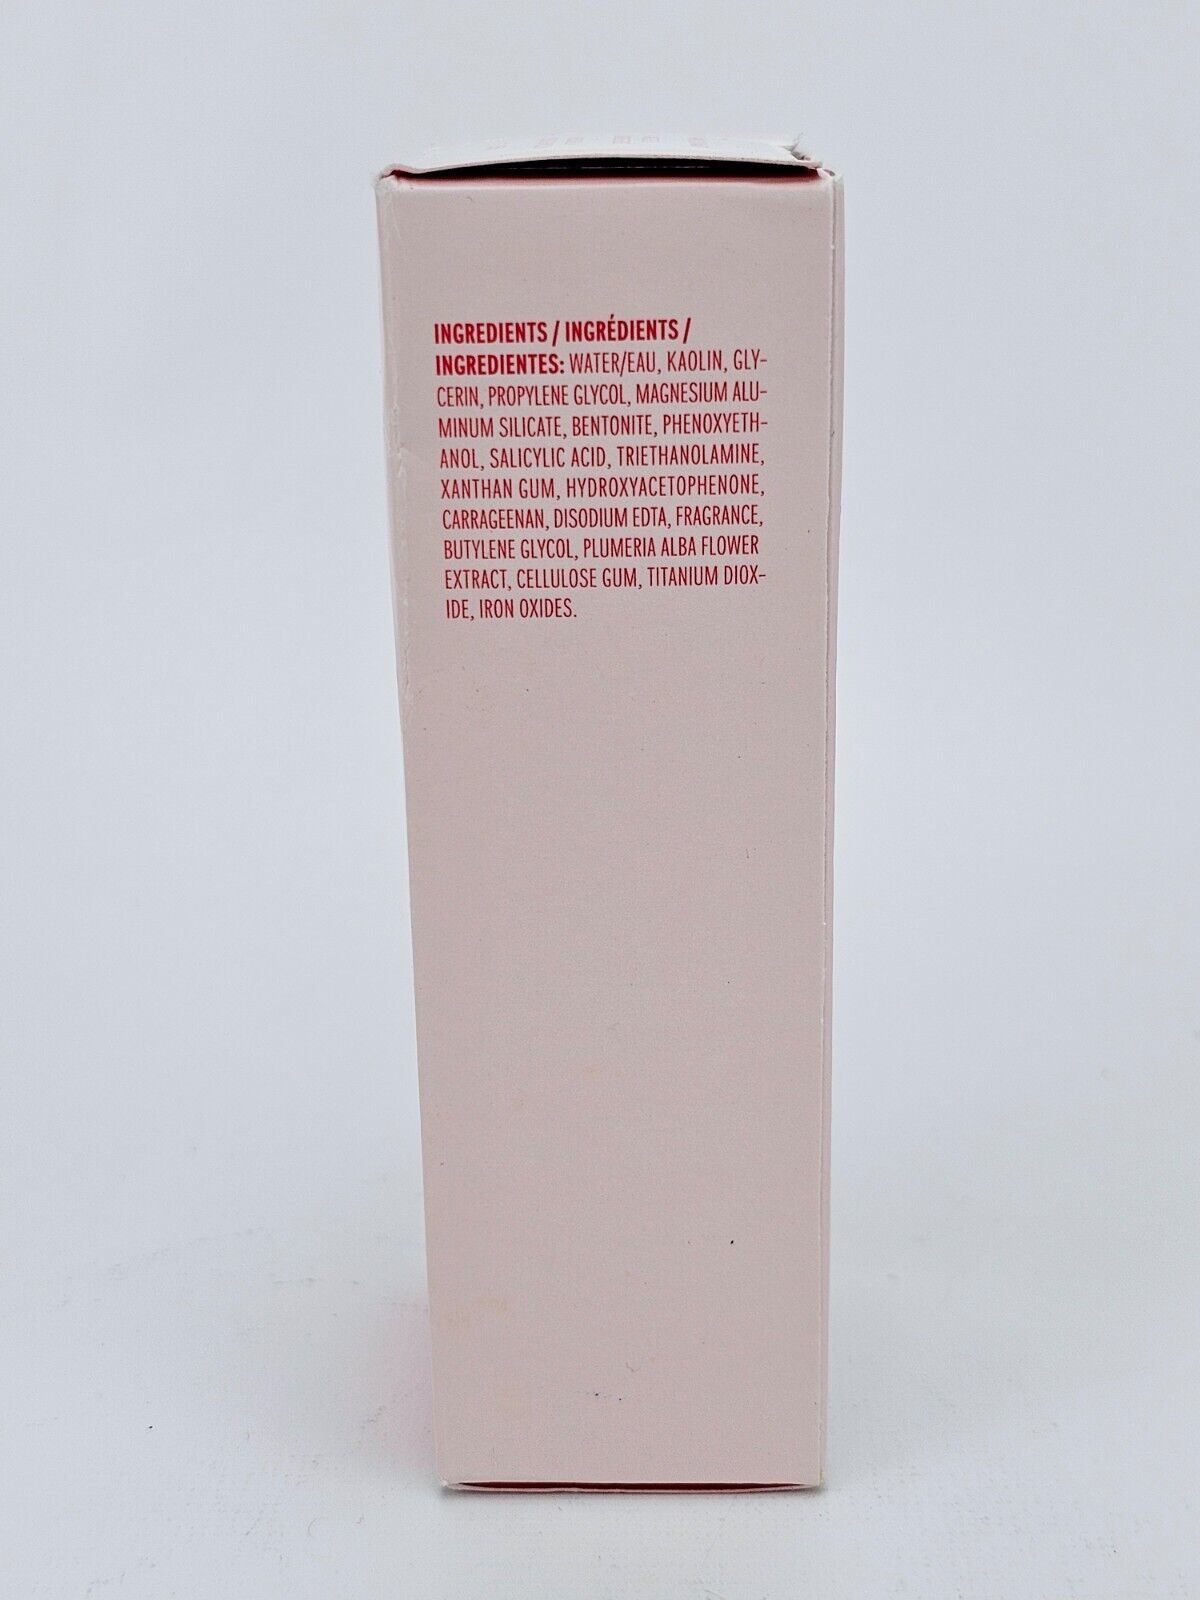 INGREDIENTS / INGRÉDIENTS /
INGREDIENTES: WATER/EAU, KAOLIN, GLY-
CERIN, PROPYLENE GLYCOL, MAGNESIUM ALU-
MINUM SILICATE, BENTONITE, PHENOXYETH-
ANOL, SALICYLIC ACID, TRIETHANOLAMINE,
XANTHAN GUM, HYDROXYACETOPHENONE,
CARRAGEENAN, DISODIUM EDTA, FRAGRANCE,
BUTYLENE GLYCOL, PLUMERIA ALBA FLOWER
EXTRACT, CELLULOSE GUM, TITANIUM DIOX-
IDE, IRON OXIDES.